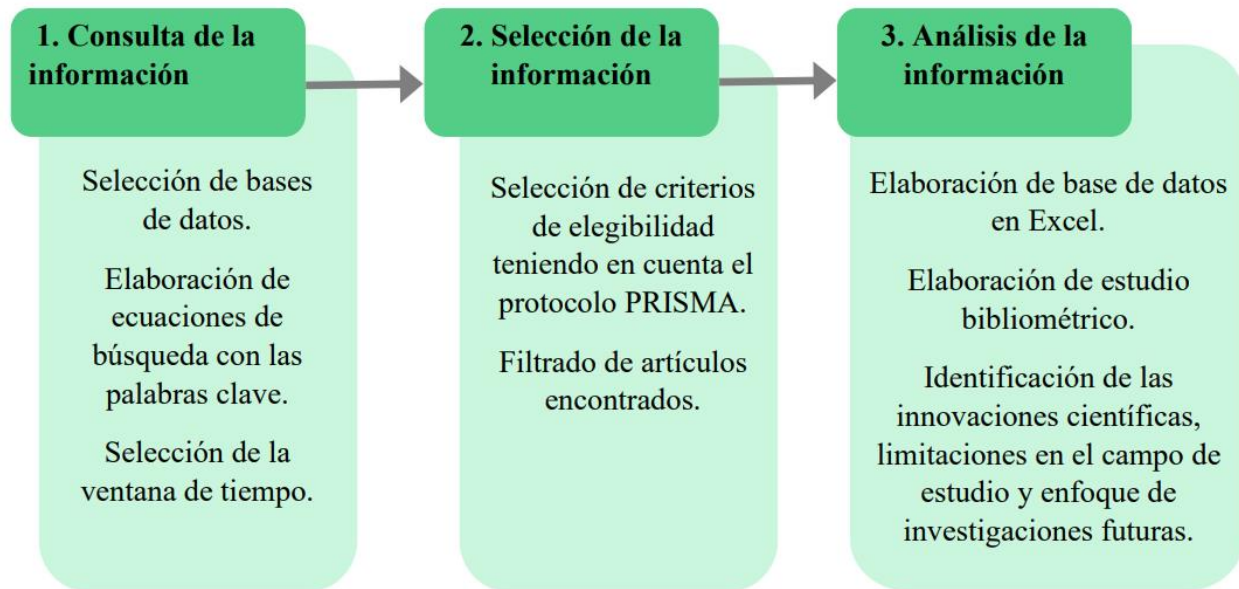 1. Consulta de la
información
Selección de bases
de datos.
Elaboración de
ecuaciones de
búsqueda con las
palabras clave.
Selección de la
ventana de tiempo.
2. Selección de la
información
Selección de criterios
de elegibilidad
teniendo en cuenta el
protocolo PRISMA.
Filtrado de artículos
encontrados.
3. Análisis de la
información
Elaboración de base de datos
en Excel.
Elaboración de estudio
bibliométrico.
Identificación de las
innovaciones científicas,
limitaciones en el campo de
estudio y enfoque de
investigaciones futuras.